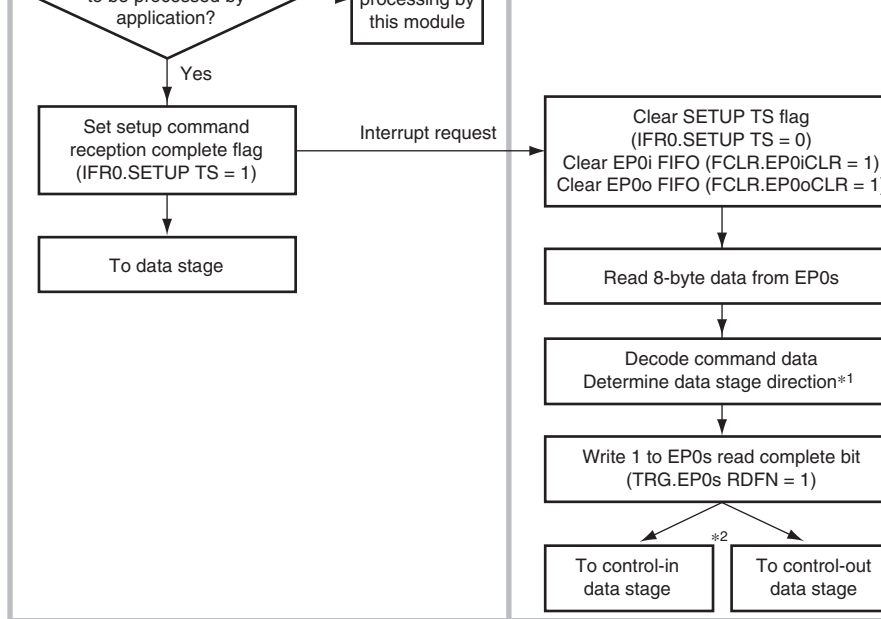 to be processed by
application?
processing by
this module
Yes
Set setup command
reception complete flag
(IFR0.SETUP TS = 1)
Interrupt request
To data stage
Clear SETUP TS flag
(IFR0.SETUP TS = 0)
Clear EP0i FIFO (FCLR.EP0iCLR = 1)
Clear EP0o FIFO (FCLR.EP0oCLR = 1)
Read 8-byte data from EP0s
Decode command data
Determine data stage direction*1
Write 1 to EP0s read complete bit
(TRG.EP0s RDFN = 1)
*2
To control-in
data stage
To control-out
data stage